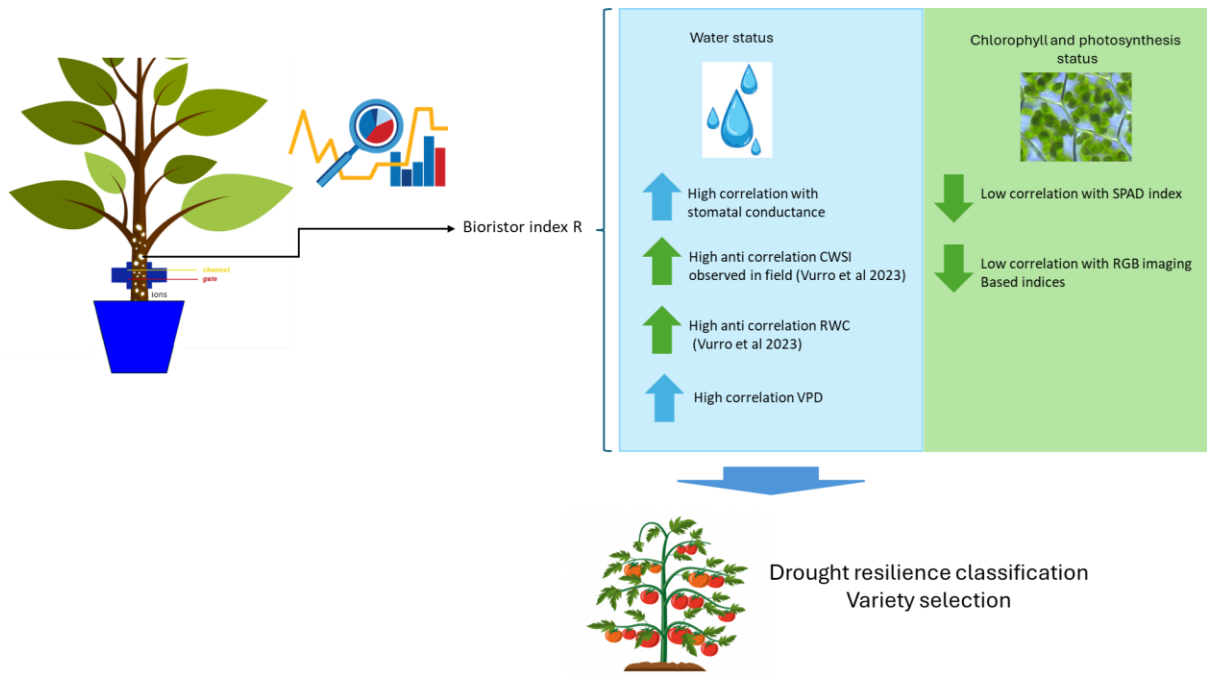 channel
gate
ions
Bioristor index R
Water status
High correlation with
stomatal conductance
High anti correlation CWSI
observed in field (Vurro et al 2023)
High anti correlation RWC
(Vurro et al 2023)
High correlation VPD
Chlorophyll and photosynthesis
status
Low correlation with SPAD index
Low correlation with RGB imaging
Based indices
Drought resilience classification
Variety selection